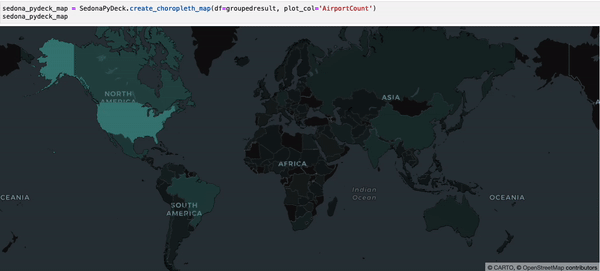 sedona_pydeck_map = SedonaPyDeck.create_choropleth_map(df=groupedresult, plot_col='AirportCount')
sedona_pydeck_map
NORTH
AMERICA
ASIA
AFRICA
Indian
Ocean
OCEANIA
OCEANIA
SOUTH
AMERICA
© CARTO, © OpenStreetMap contributors